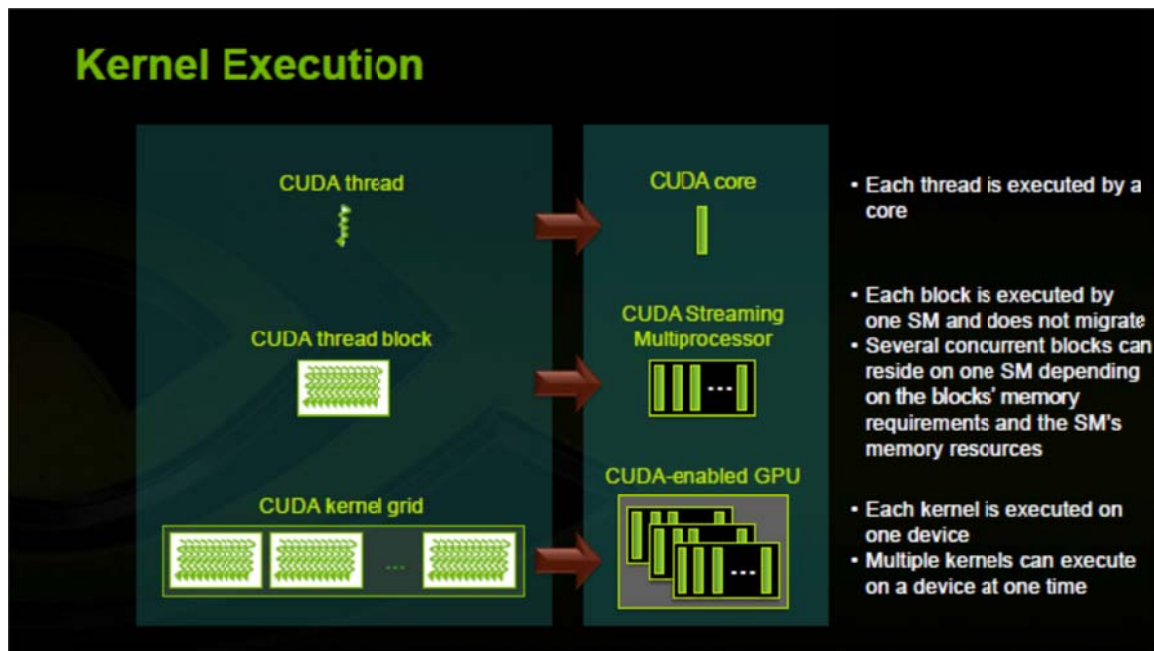 Kernel Execution
CUDA thread
CUDA core
• Each thread is executed by a
core
CUDA thread block
CUDA Streaming
Multiprocessor
...
• Each block is executed by
one SM and does not migrate
• Several concurrent blocks can
reside on one SM depending
on the blocks' memory
requirements and the SM's
memory resources
CUDA kernel grid
...
CUDA-enabled GPU
...
• Each kernel is executed on
one device
• Multiple kernels can execute
on a device at one time